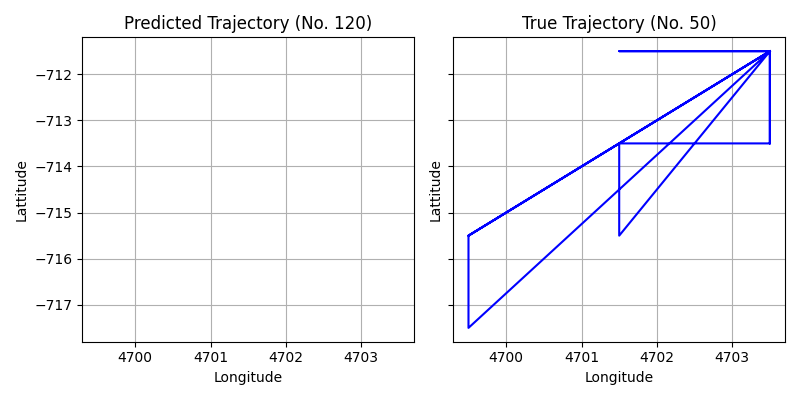 Predicted Trajectory (No. 120)
True Trajectory (No. 50)
−712
−713
−714
−715
−716
−717
Lattitude
Lattitude
4700 4701 4702 4703
4700 4701 4702 4703
Longitude
Longitude